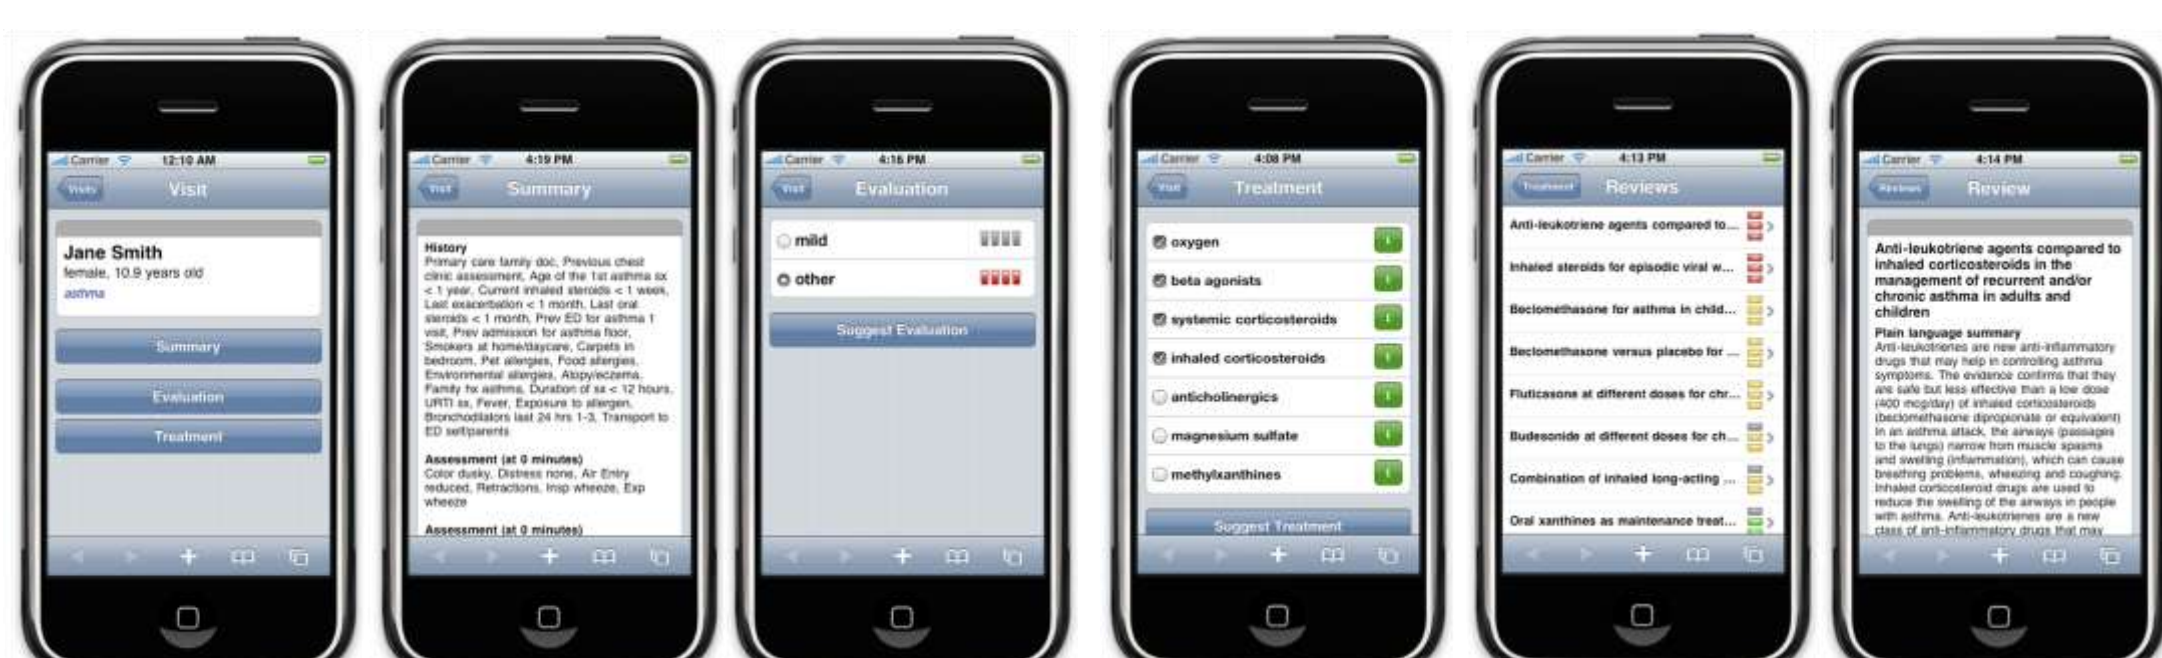 Carrier 12:10 AM
Visits Visit
Jane Smith
female, 10.9 years old
asthma
Summary
Evaluation
Treatment
Carrier 4:19 PM
Visit Summary
History
Primary care family doc, Previous chest
clinic assessment, Age of the 1st asthma sx
< 1 year, Current inhaled steroids < 1 week,
Last exacerbation < 1 month, Last oral
steroids < 1 month, Prev ED for asthma 1
visit, Prev admission for asthma floor,
Smokers at home/daycare, Carpets in
bedroom, Pet allergies, Food allergies,
Environmental allergies, Atopy/eczema,
Family hx asthma, Duration of sx < 12 hours,
URTI sx, Fever, Exposure to allergen,
Bronchodilators last 24 hrs 1-3, Transport to
ED self/parents
Assessment (at 0 minutes)
Color dusky, Distress none, Air Entry
reduced, Retractions, Insp wheeze, Exp
wheeze
Assessment (at 0 minutes)
Carrier 4:16 PM
Visit Evaluation
mild
other
Suggest Evaluation
Carrier 4:08 PM
Visit Treatment
oxygen
beta agonists
systemic corticosteroids
inhaled corticosteroids
anticholinergics
magnesium sulfate
methylxanthines
Suggest Treatment
Carrier 4:13 PM
Treatment Reviews
Anti-leukotriene agents compared to...
Inhaled steroids for episodic viral w...
Beclomethasone for asthma in child...
Beclomethasone versus placebo for ...
Fluticasone at different doses for chr...
Budesonide at different doses for ch...
Combination of inhaled long-acting ...
Oral xanthines as maintenance treat...
Carrier 4:14 PM
Reviews Review
Anti-leukotriene agents compared to
inhaled corticosteroids in the
management of recurrent and/or
chronic asthma in adults and
children
Plain language summary
Anti-leukotrienes are new anti-inflammatory
drugs that may help in controlling asthma
symptoms. The evidence confirms that they
are safe but less effective than a low dose
(400 mcg/day) of inhaled corticosteroids
(beclomethasone dipropionate or equivalent)
In an asthma attack, the airways (passages
to the lungs) narrow from muscle spasms
and swelling (inflammation), which can cause
breathing problems, wheezing and coughing.
Inhaled corticosteroid drugs are used to
reduce the swelling of the airways in people
with asthma. Anti-leukotrienes are a new
class of anti-inflammatory drugs that may